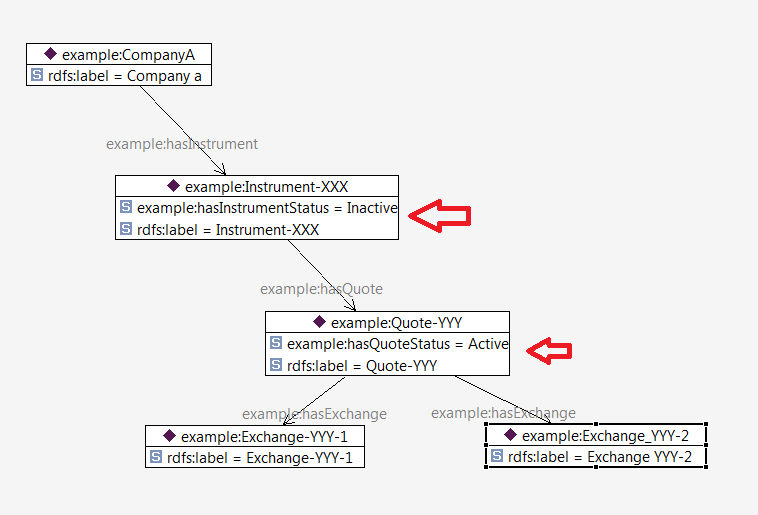 example:CompanyA
S rdfs:label = Company a
example:hasInstrument
example:Instrument-XXX
S example:hasInstrumentStatus = Inactive
S rdfs:label = Instrument-XXX
example:hasQuote
example:Quote-YYY
S example:hasQuoteStatus = Active
S rdfs:label = Quote-YYY
example:hasExchange
example:hasExchange
example:Exchange-YYY-1
S rdfs:label = Exchange-YYY-1
example:Exchange_YYY-2
S rdfs:label = Exchange YYY-2